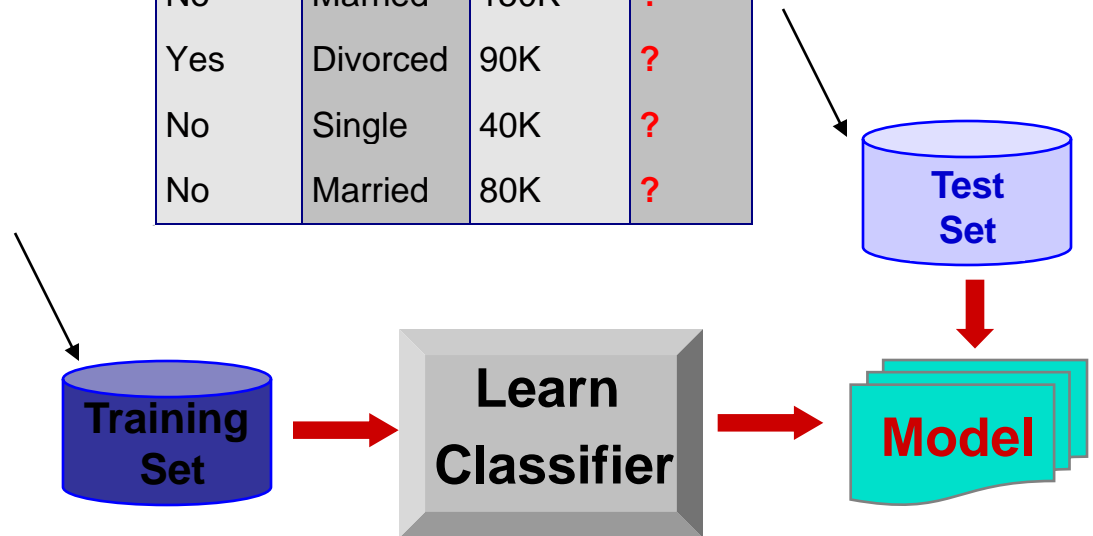 Yes Divorced 90K ?
No Single 40K ?
No Married 80K ?
Test
Set
Training
Set
Learn
Classifier
Model